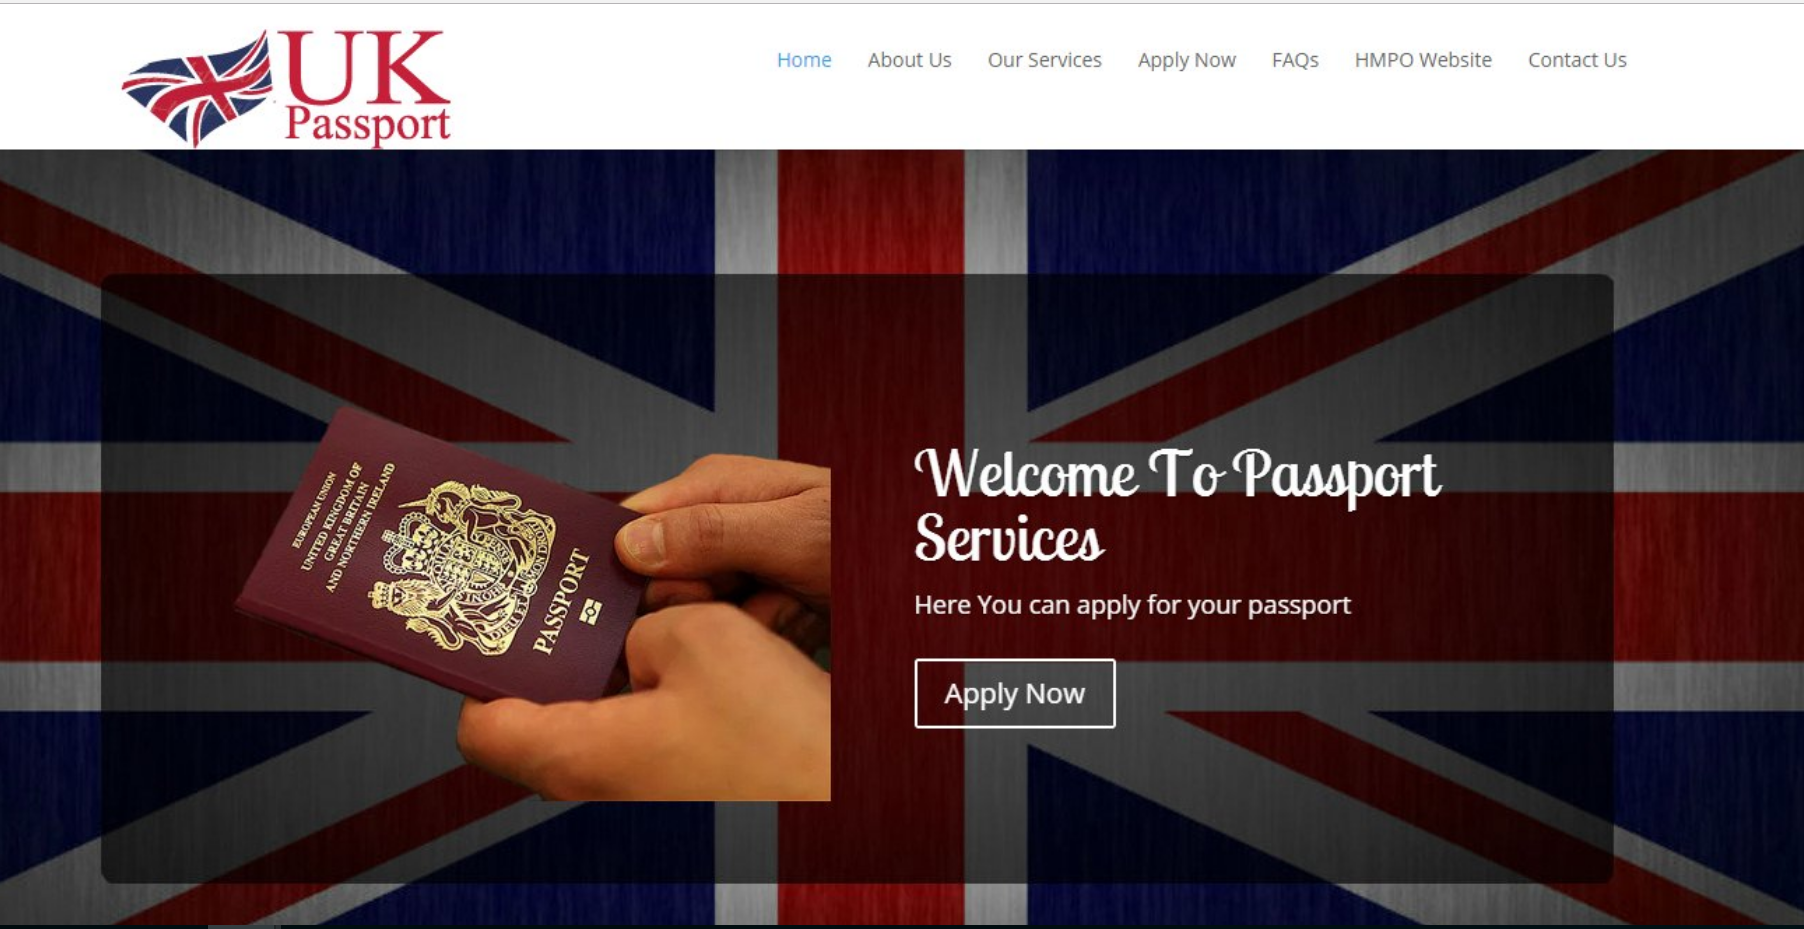 UK
Passport
Home About Us Our Services Apply Now FAQs HMPO Website Contact Us
EUROPEAN UNION
UNITED KINGDOM OF
GREAT BRITAIN
AND NORTHERN IRELAND
PASSPORT
Welcome To Passport
Services
Here You can apply for your passport
Apply Now